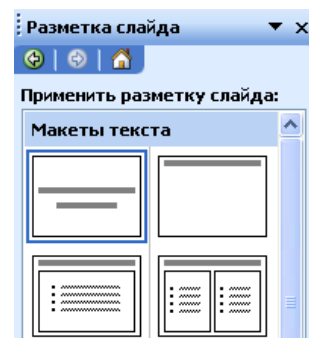 Разметка слайда
Применить разметку слайда:
Макеты текста